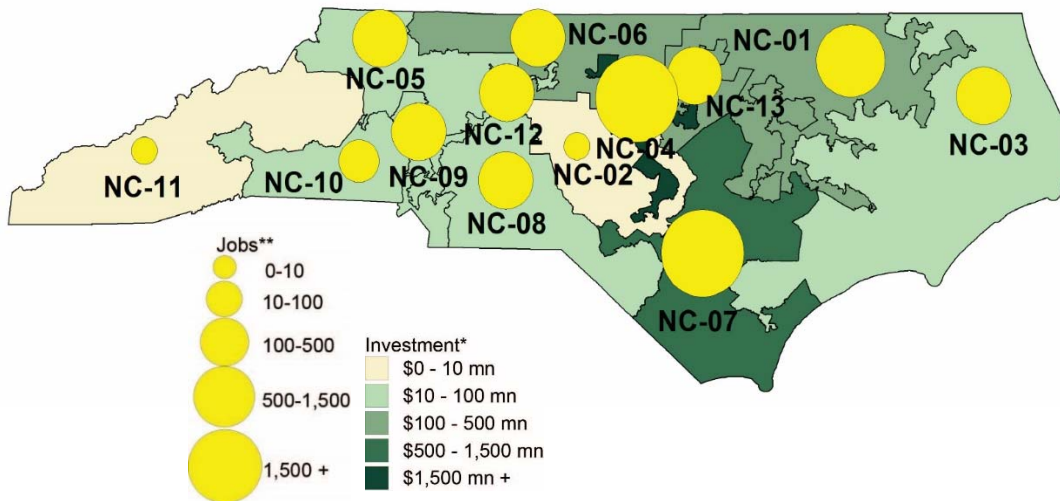 NC-06
NC-01
NC-05
NC-12
NC-13
NC-04
NC-03
NC-11
NC-10
NC-09
NC-02
NC-08
NC-07
Jobs**
0-10
10-100
100-500
500-1,500
1,500 +
Investment*
$0 - 10 mn
$10 - 100 mn
$100 - 500 mn
$500 - 1,500 mn
$1,500 mn +